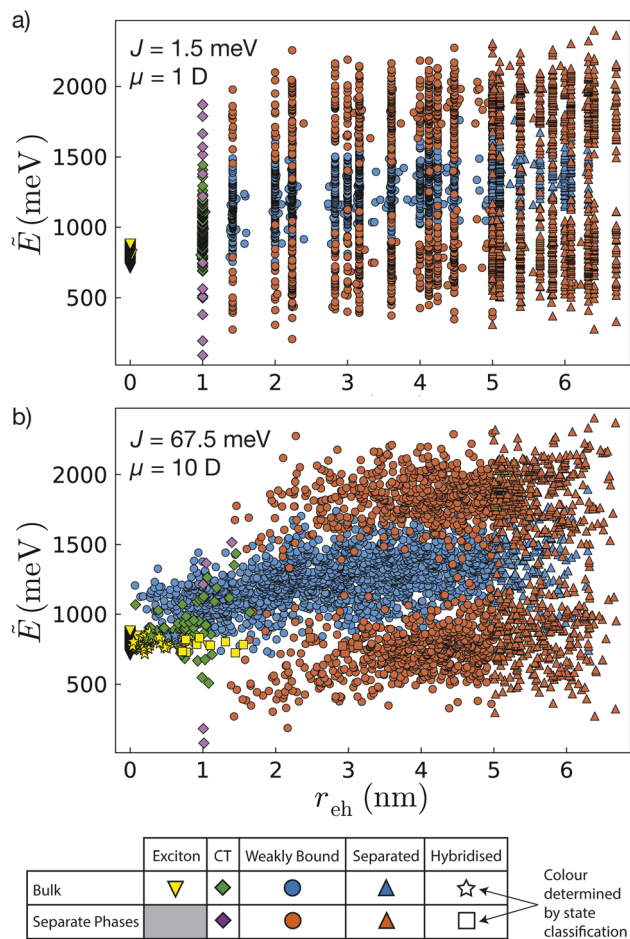 a)
J = 1.5 meV
μ = 1 D
2000
1500
1000
500
Ẽ (meV)
0 1 2 3 4 5 6
b)
J = 67.5 meV
μ = 10 D
2000
1500
1000
500
Ẽ (meV)
0 1 2 3 4 5 6
r_eh (nm)
Exciton CT Weakly Bound Separated Hybridised
Bulk
Separate Phases
Colour
determined
by state
classification